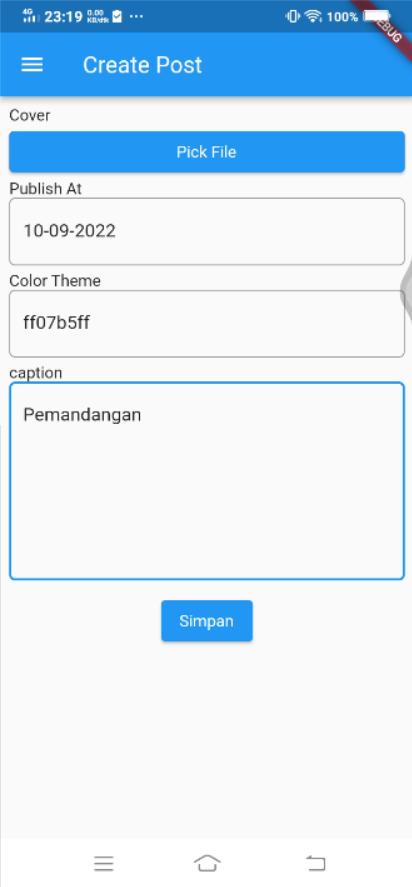 4G 23:19 0.00 KB/s ... 100%
DEBUG
Create Post
Cover
Pick File
Publish At
10-09-2022
Color Theme
ff07b5ff
caption
Pemandangan
Simpan